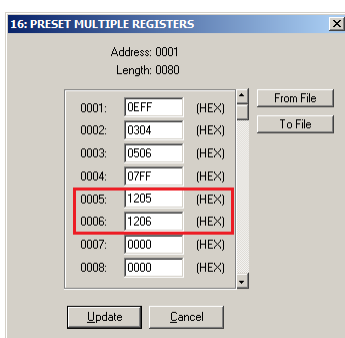 16: PRESET MULTIPLE REGISTERS
Address: 0001
Length: 0080
From File
To File
0001: 0EFF (HEX)
0002: 0304 (HEX)
0003: 0506 (HEX)
0004: 07FF (HEX)
0005: 1205 (HEX)
0006: 1206 (HEX)
0007: 0000 (HEX)
0008: 0000 (HEX)
Update Cancel